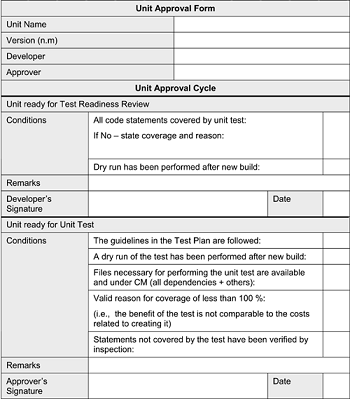 Unit Approval Form
Unit Name
Version (n.m)
Developer
Approver
Unit Approval Cycle
Unit ready for Test Readiness Review
Conditions
All code statements covered by unit test:
If No – state coverage and reason:
Dry run has been performed after new build:
Remarks
Developer's
Signature
Date
Unit ready for Unit Test
Conditions
The guidelines in the Test Plan are followed:
A dry run of the test has been performed after new build:
Files necessary for performing the unit test are available
and under CM (all dependencies + others):
Valid reason for coverage of less than 100 %:
(i.e., the benefit of the test is not comparable to the costs
related to creating it)
Statements not covered by the test have been verified by
inspection:
Remarks
Approver's
Signature
Date